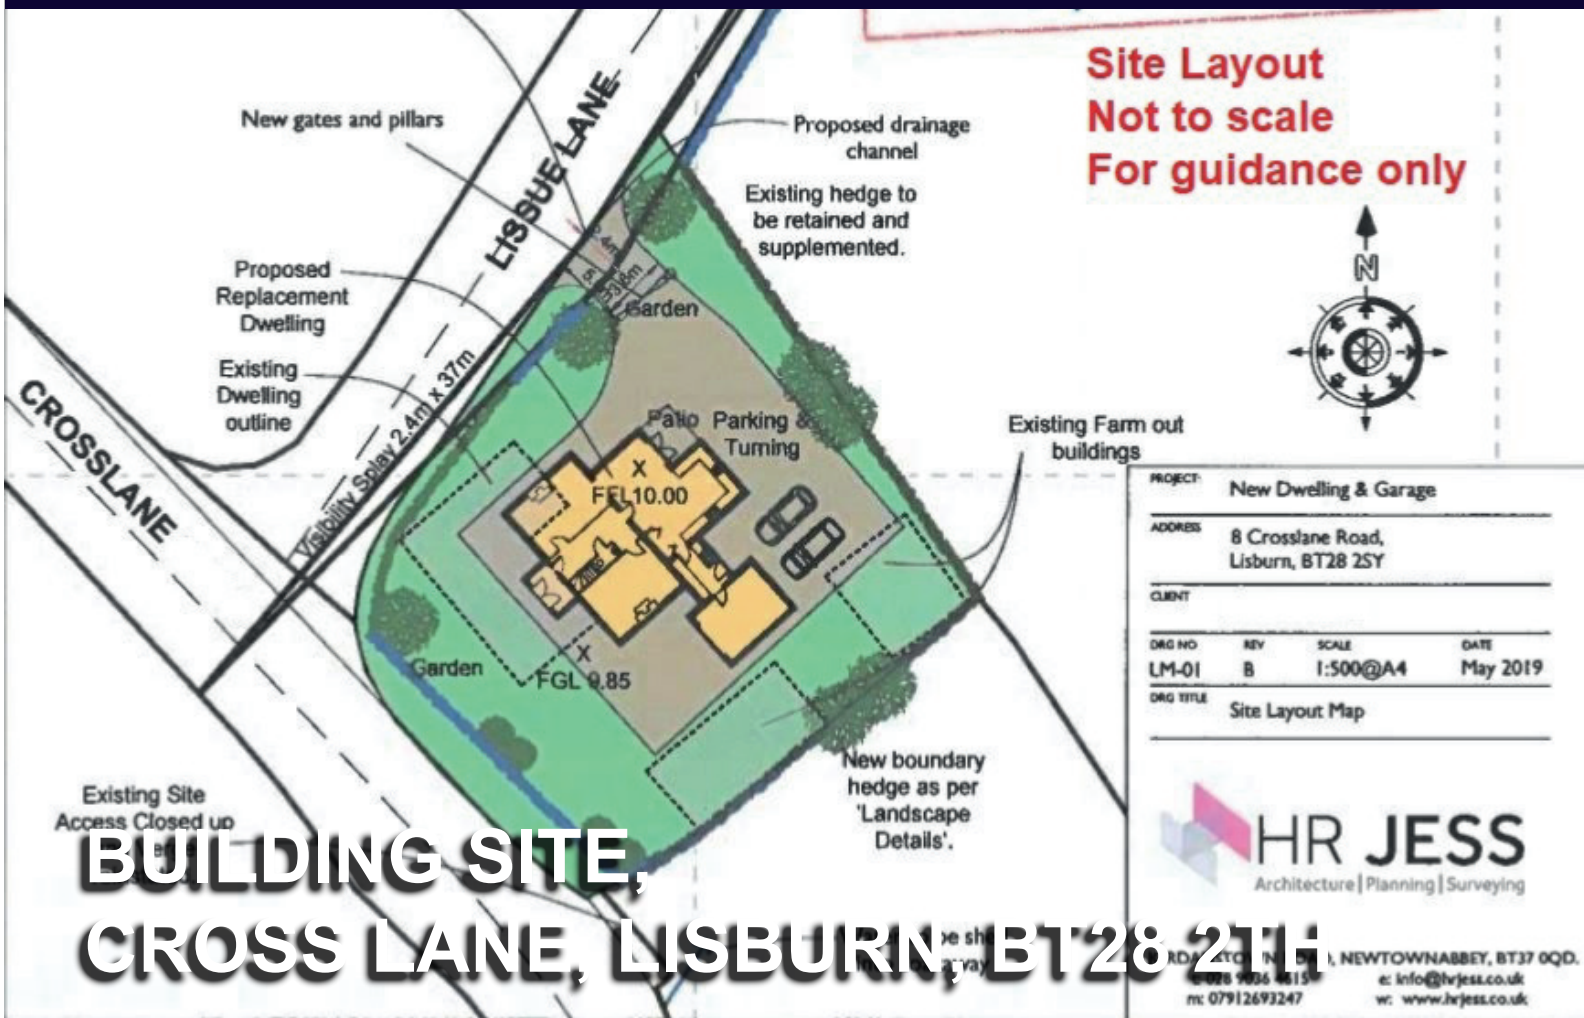 Site Layout
Not to scale
For guidance only
New gates and pillars
LISSUE LANE
Proposed drainage
channel
Existing hedge to
be retained and
supplemented.
2.4m
3.8m
Garden
Proposed
Replacement
Dwelling
Existing
Dwelling
outline
CROSSLANE
Visibility Splay 2.4m x 37m
Patio
Parking &
Turning
X
FFL10.00
Existing Farm out
buildings
N
X
FGL 9.85
Garden
New boundary
hedge as per
'Landscape
Details'.
Existing Site
Access Closed up
PROJECT: New Dwelling & Garage
ADDRESS 8 Crosslane Road,
Lisburn, BT28 2SY
CLIENT
DRG NO REV SCALE DATE
LM-01 B 1:500@A4 May 2019
DRG TITLE Site Layout Map
HR JESS
Architecture | Planning | Surveying
NEWTOWNABBEY, BT37 0QD.
e: info@hrjess.co.uk
m: 07912693247 w: www.hrjess.co.uk
BUILDING SITE,
CROSS LANE, LISBURN, BT28 2TH